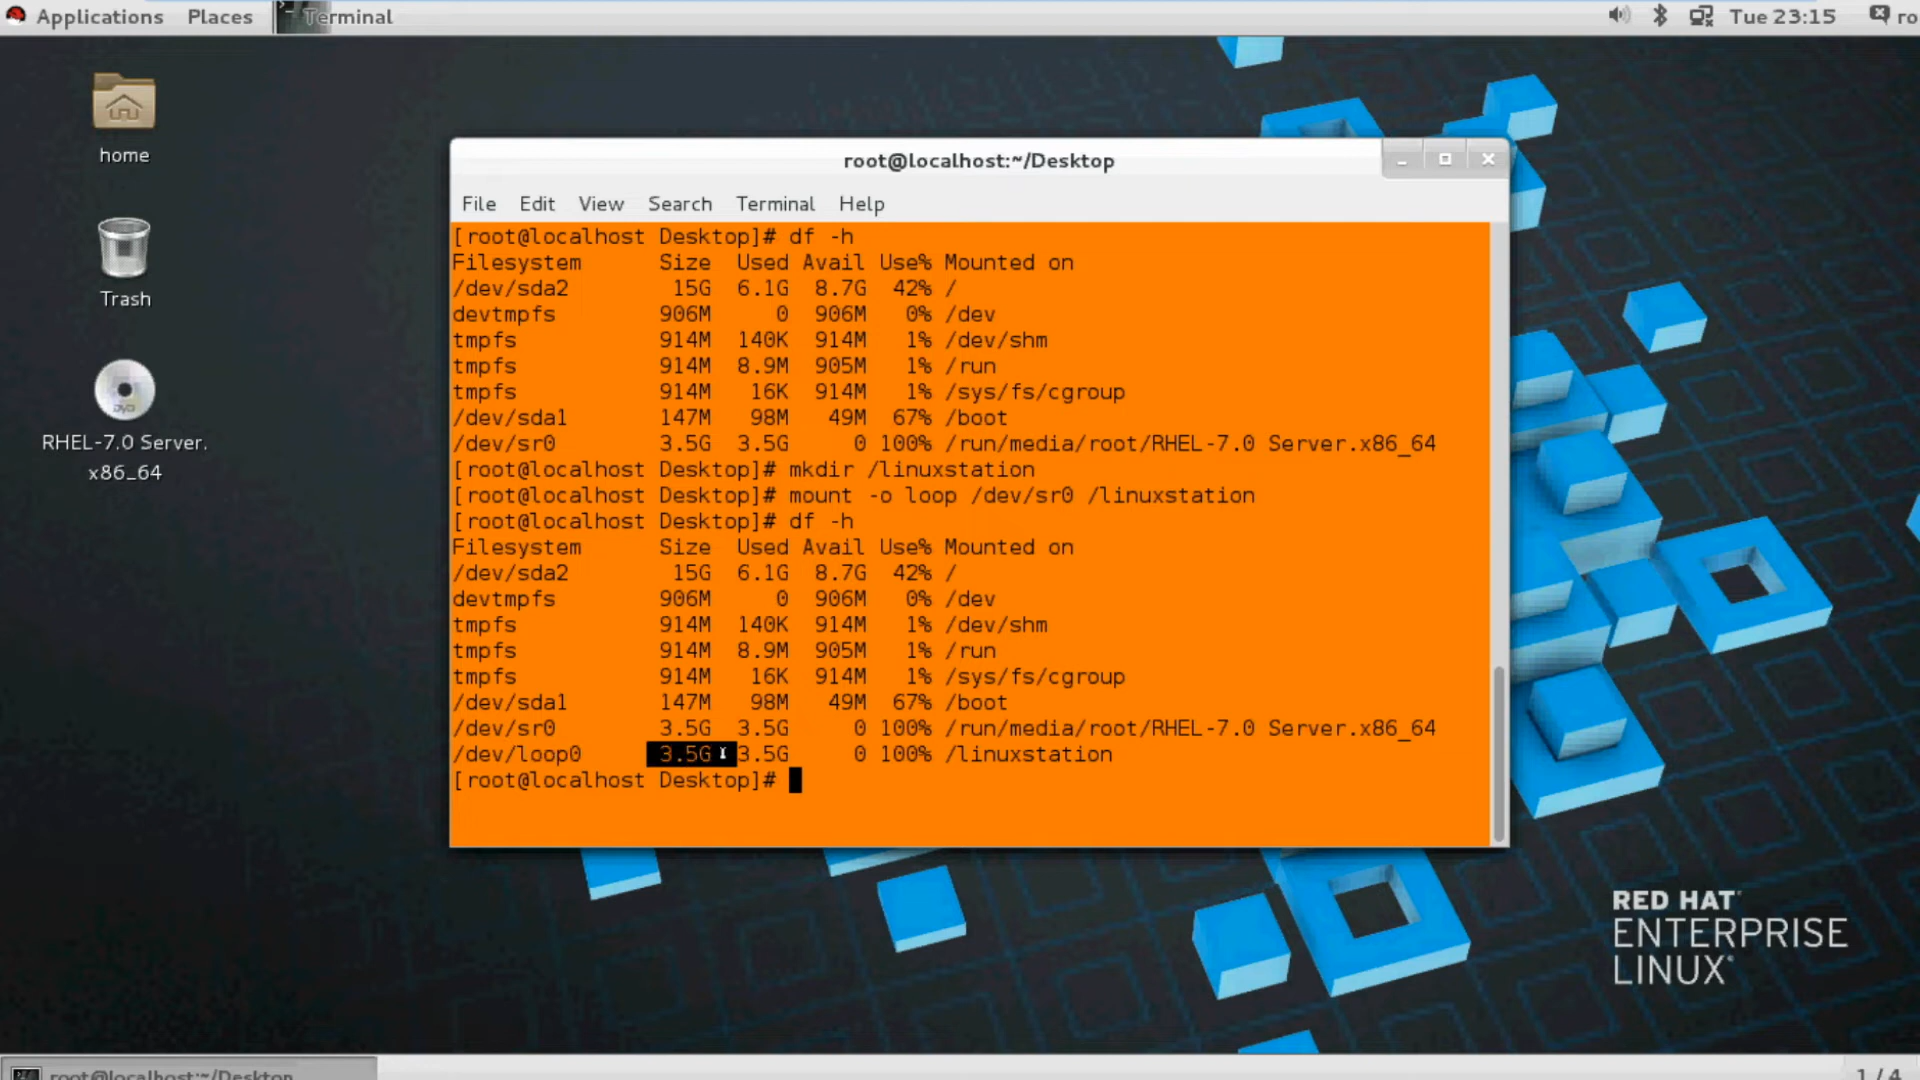 Applications Places Terminal Tue 23:15 ro
home
Trash
DVD
RHEL-7.0 Server.
x86_64
root@localhost:~/Desktop
File Edit View Search Terminal Help
[root@localhost Desktop]# df -h
Filesystem Size Used Avail Use% Mounted on
/dev/sda2 15G 6.1G 8.7G 42% /
devtmpfs 906M 0 906M 0% /dev
tmpfs 914M 140K 914M 1% /dev/shm
tmpfs 914M 8.9M 905M 1% /run
tmpfs 914M 16K 914M 1% /sys/fs/cgroup
/dev/sda1 147M 98M 49M 67% /boot
/dev/sr0 3.5G 3.5G 0 100% /run/media/root/RHEL-7.0 Server.x86_64
[root@localhost Desktop]# mkdir /linuxstation
[root@localhost Desktop]# mount -o loop /dev/sr0 /linuxstation
[root@localhost Desktop]# df -h
Filesystem Size Used Avail Use% Mounted on
/dev/sda2 15G 6.1G 8.7G 42% /
devtmpfs 906M 0 906M 0% /dev
tmpfs 914M 140K 914M 1% /dev/shm
tmpfs 914M 8.9M 905M 1% /run
tmpfs 914M 16K 914M 1% /sys/fs/cgroup
/dev/sda1 147M 98M 49M 67% /boot
/dev/sr0 3.5G 3.5G 0 100% /run/media/root/RHEL-7.0 Server.x86_64
/dev/loop0 3.5G 3.5G 0 100% /linuxstation
[root@localhost Desktop]#
RED HAT
ENTERPRISE
LINUX
root@localhost:~/Desktop 1 / 4